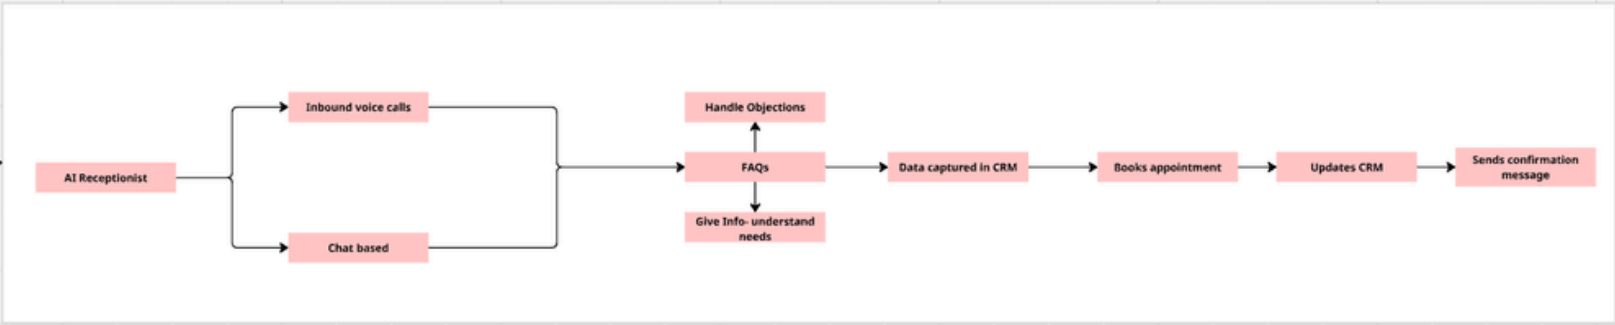 AI Receptionist
Inbound voice calls
Chat based
Handle Objections
FAQs
Give Info- understand
needs
Data captured in CRM
Books appointment
Updates CRM
Sends confirmation
message